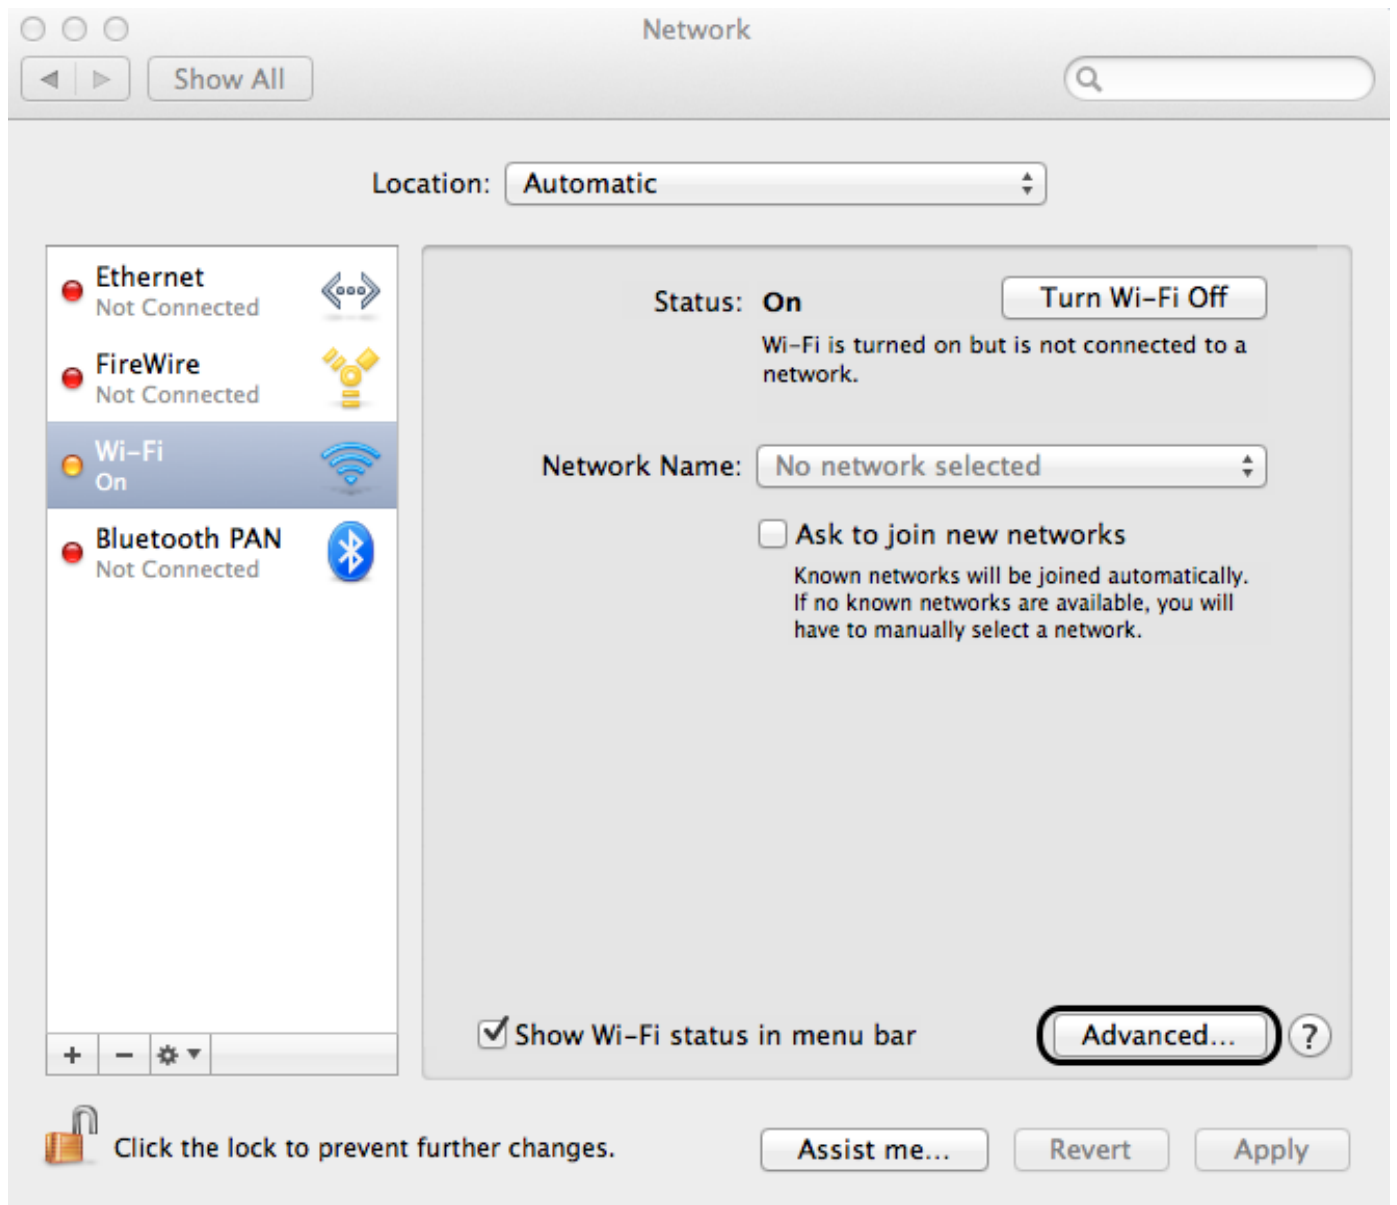 Network
Show All
Location: Automatic
Ethernet
Not Connected
FireWire
Not Connected
Wi-Fi
On
Bluetooth PAN
Not Connected
Status: On
Turn Wi-Fi Off
Wi-Fi is turned on but is not connected to a
network.
Network Name: No network selected
Ask to join new networks
Known networks will be joined automatically.
If no known networks are available, you will
have to manually select a network.
Show Wi-Fi status in menu bar
Advanced...
?
Click the lock to prevent further changes.
Assist me...
Revert
Apply